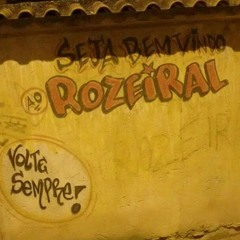 SEJA BEM VINDO
AO
ROZEIRAL
VOLTE
SEMPRE!